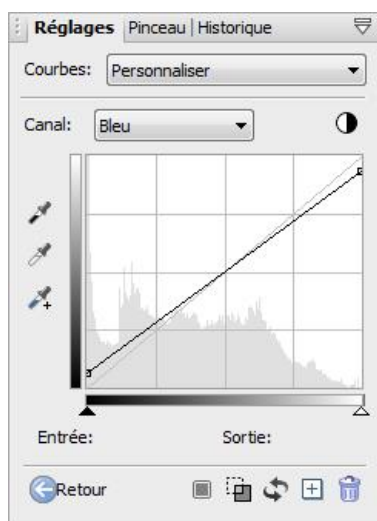 Réglages Pinceau | Historique
Courbes: Personnaliser
Canal: Bleu
Entrée: Sortie:
Retour